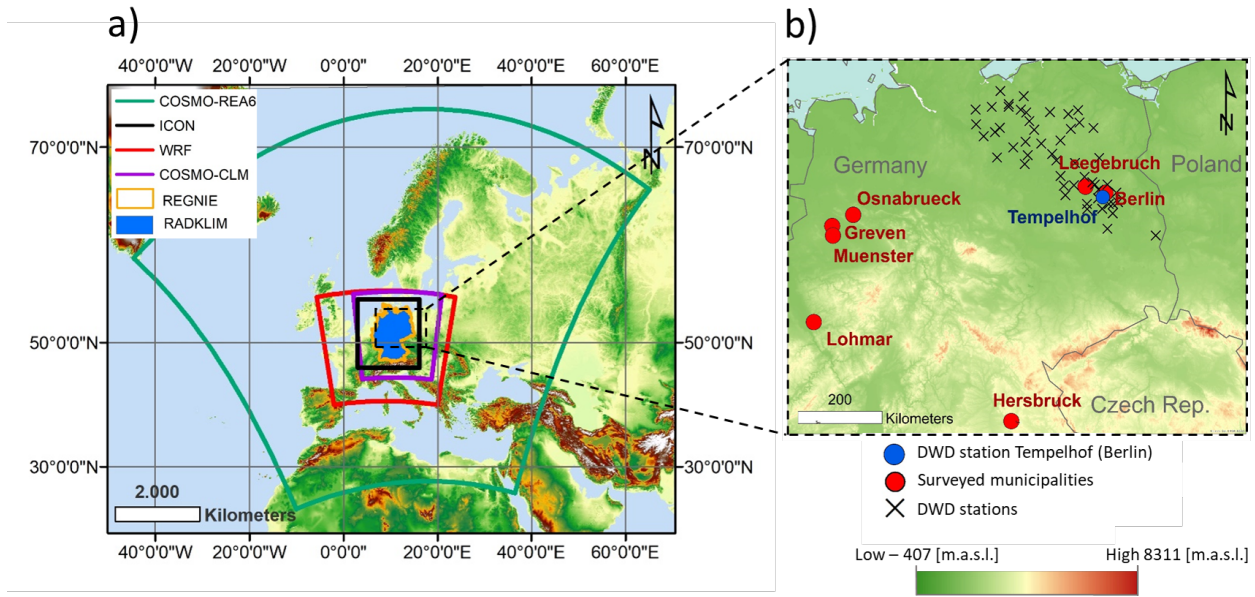 a)
40°0'0"W 20°0'0"W 0°0'0" 20°0'0"E 40°0'0"E 60°0'0"E
COSMO-REA6
ICON
WRF
COSMO-CLM
REGNIE
RADKLIM
N
70°0'0"N 70°0'0"N
50°0'0"N 50°0'0"N
30°0'0"N 30°0'0"N
2.000
Kilometers
40°0'0"W 20°0'0"W 0°0'0" 20°0'0"E 40°0'0"E 60°0'0"E
b)
N
Germany
Leegebruch
Poland
Osnabrueck
Berlin
Tempelhof
Greven
Muenster
Lohmar
Hersbruck
Czech Rep.
200
Kilometers
DWD station Tempelhof (Berlin)
Surveyed municipalities
DWD stations
Low – 407 [m.a.s.l.] High 8311 [m.a.s.l.]